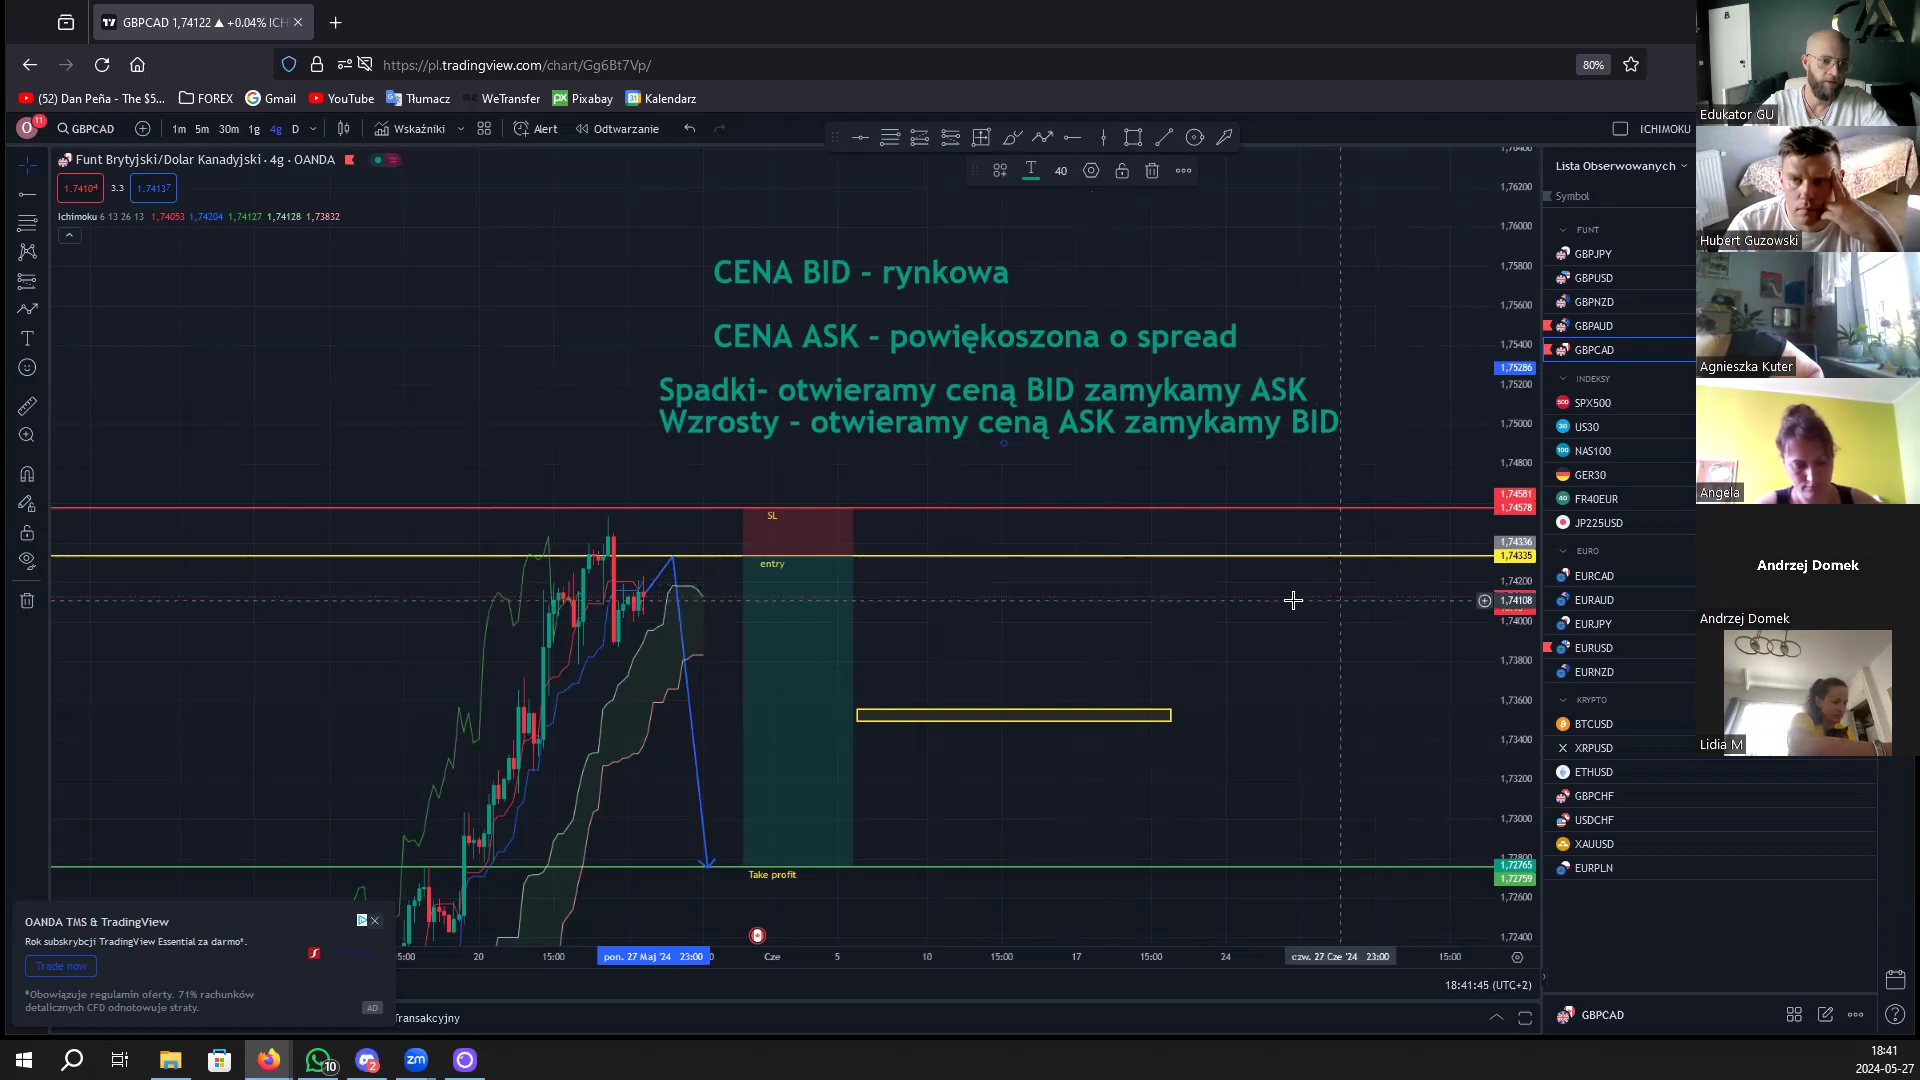 GBPCAD 1,74122 ▲ +0.04% ICH
https://pl.tradingview.com/chart/Gg6Bt7Vp/
80%
(52) Dan Peña - The $5...
FOREX
Gmail
YouTube
Tłumacz
WeTransfer
Pixabay
Kalendarz
11
GBPCAD
1m 5m 30m 1g 4g D
Wskaźniki
Alert
Odtwarzanie
ICHIMOKU
Funt Brytyjski/Dolar Kanadyjski · 4g · OANDA
1.74104
3.3
1.74137
Ichimoku 6 13 26 13 1,74053 1,74204 1,74127 1,74128 1,73832
40
CENA BID - rynkowa
CENA ASK - powiękoszona o spread
Spadki- otwieramy ceną BID zamykamy ASK
Wzrosty - otwieramy ceną ASK zamykamy BID
SL
entry
Take profit
1,76200
1,76000
1,75800
1,75600
1,75400
1,75286
1,75200
1,75000
1,74800
1,74581
1,74578
1,74336
1,74335
1,74200
1,74108
1,74000
1,73800
1,73600
1,73400
1,73200
1,73000
1,72800
1,72765
1,72759
1,72600
1,72400
15:00
20
15:00
pon. 27 Maj '24 23:00
Cze
5
10
15:00
17
15:00
24
czw. 27 Cze '24 23:00
15:00
18:41:45 (UTC+2)
OANDA TMS & TradingView
Rok subskrybcji TradingView Essential za darmo*.
Trade now
*Obowiązuje regulamin oferty. 71% rachunków
detalicznych CFD odnotowuje straty.
AD
Transakcyjny
Lista Obserwowanych
Symbol
FUNT
GBPJPY
GBPUSD
GBPNZD
GBPAUD
GBPCAD
INDEKSY
SPX500
US30
NAS100
GER30
FR40EUR
JP225USD
EURO
EURCAD
EURAUD
EURJPY
EURUSD
EURNZD
KRYPTO
BTCUSD
XRPUSD
ETHUSD
GBPCHF
USDCHF
XAUUSD
EURPLN
GBPCAD
Edukator GU
Hubert Guzowski
Agnieszka Kuter
Angela
Andrzej Domek
Andrzej Domek
Lidia M
10
2
zm
18:41
2024-05-27